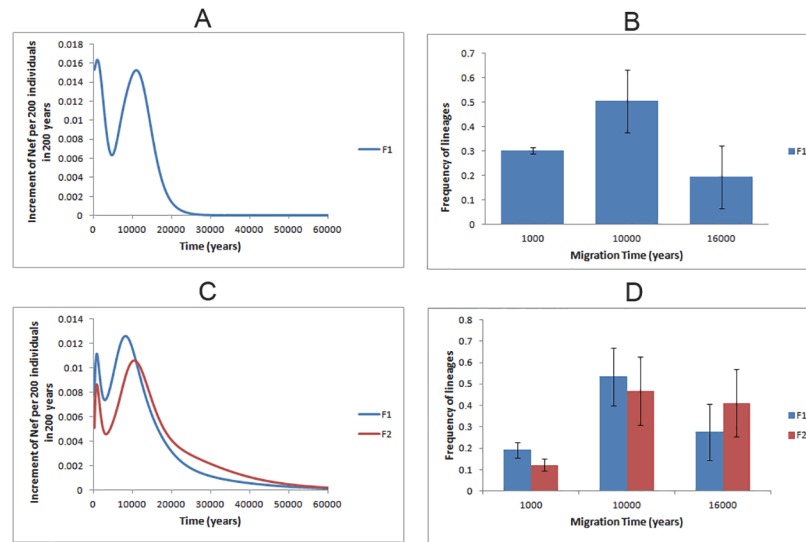 A
Increment of Nef per 200 individuals
in 200 years
0.018
0.016
0.014
0.012
0.01
0.008
0.006
0.004
0.002
0
0 10000 20000 30000 40000 50000 60000
Time (years)
F1
B
Frequency of lineages
0.7
0.6
0.5
0.4
0.3
0.2
0.1
0
1000 10000 16000
Migration Time (years)
F1
C
Increment of Nef per 200 individuals
in 200 years
0.014
0.012
0.01
0.008
0.006
0.004
0.002
0
0 10000 20000 30000 40000 50000 60000
Time (years)
F1
F2
D
Frequency of lineages
0.8
0.7
0.6
0.5
0.4
0.3
0.2
0.1
0
1000 10000 16000
Migration Time (years)
F1
F2